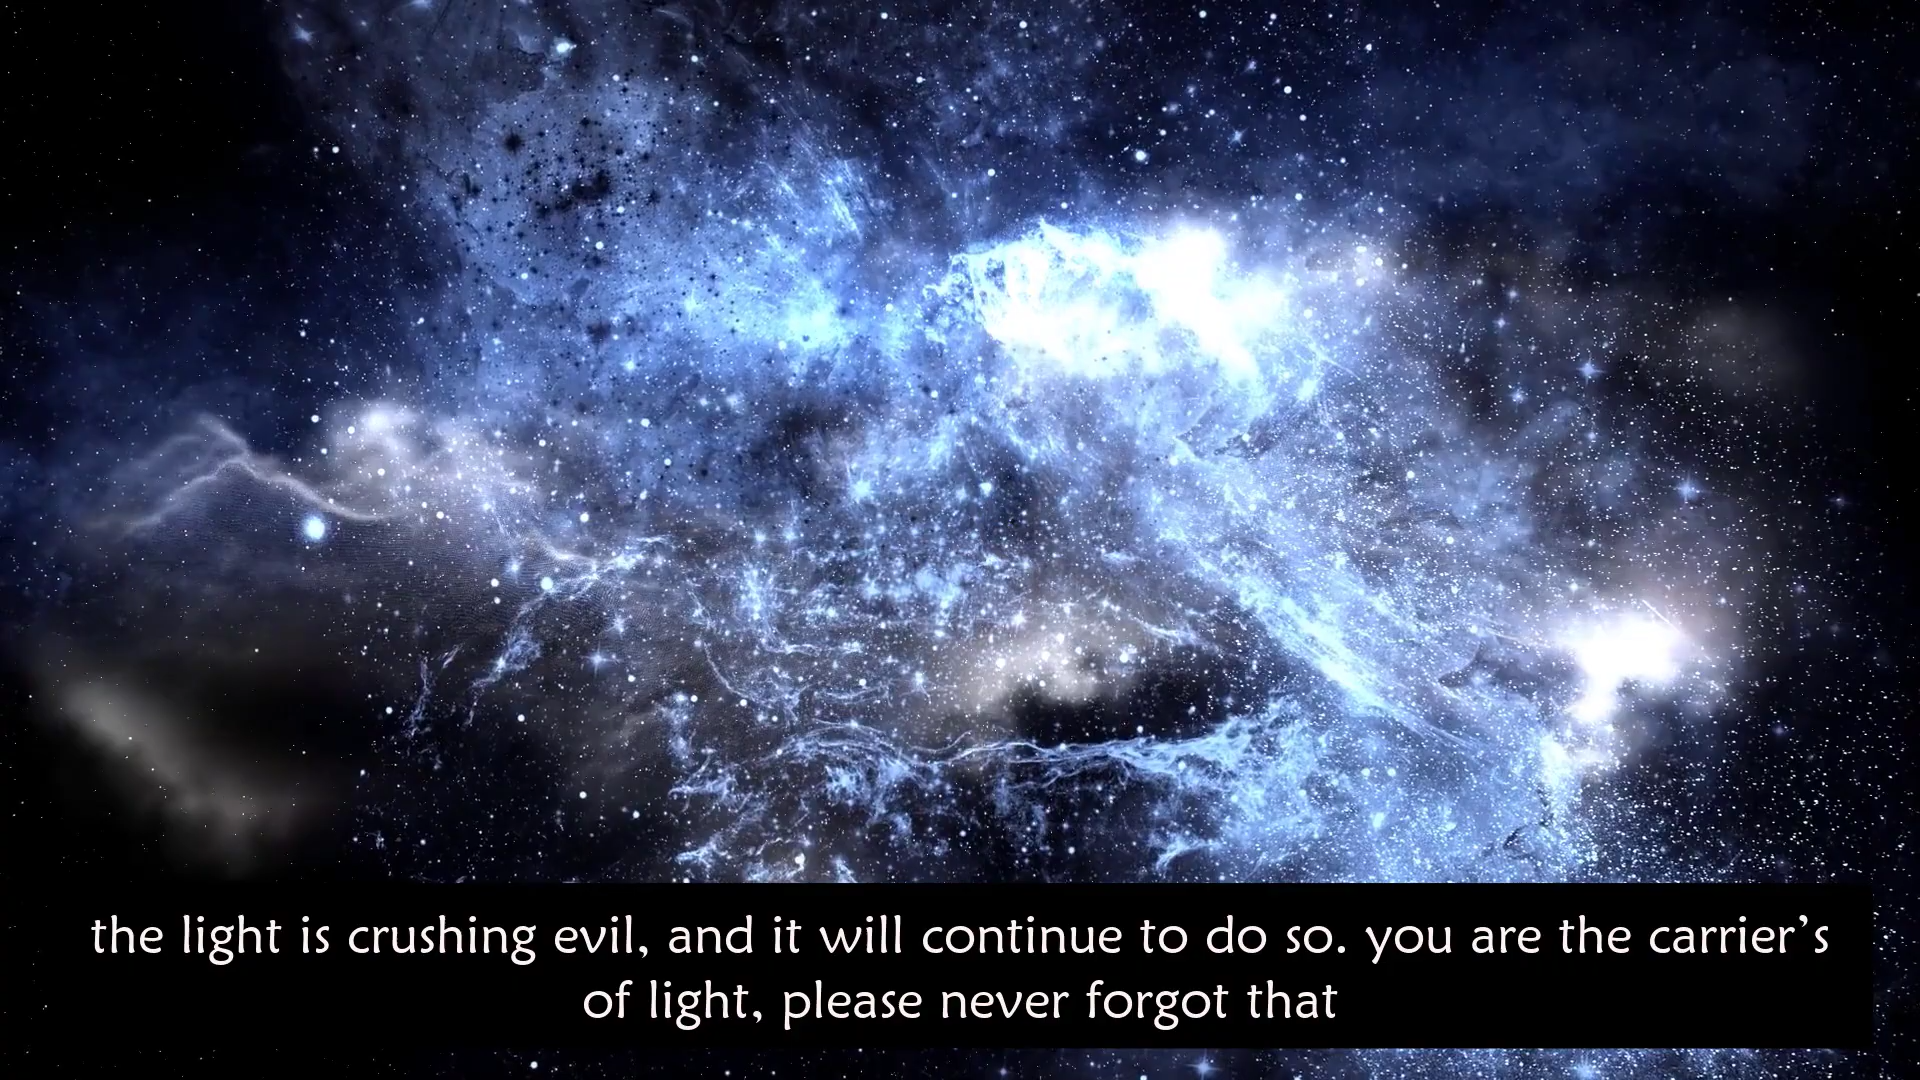 the light is crushing evil, and it will continue to do so. you are the carrier’s
of light, please never forgot that